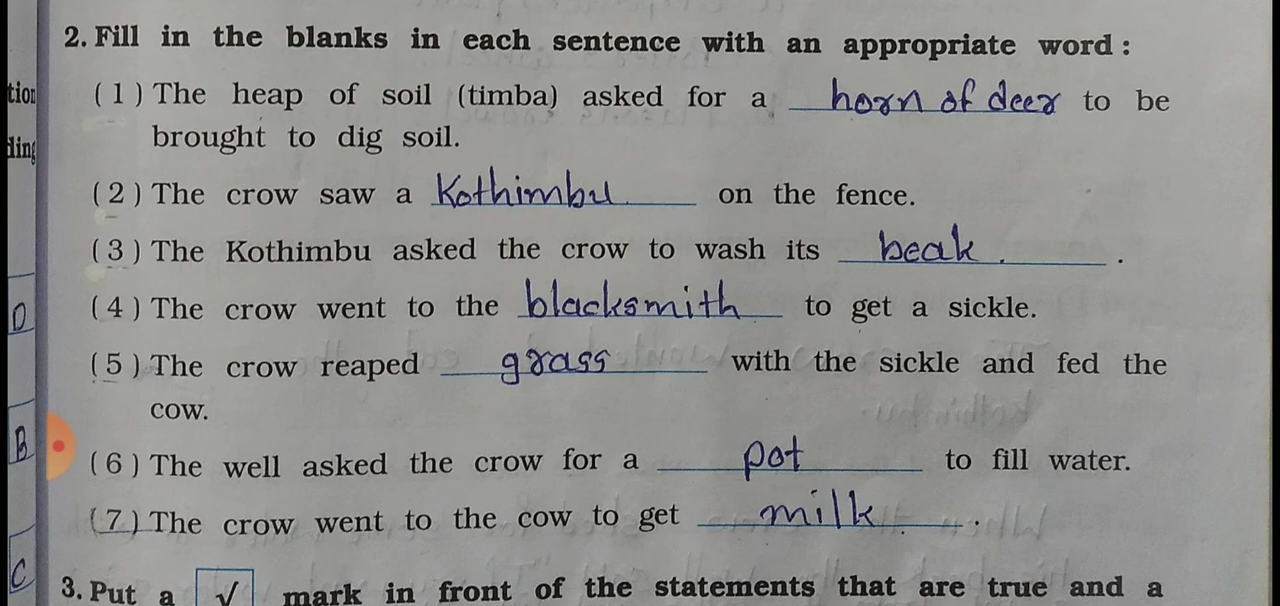 2. Fill in the blanks in each sentence with an appropriate word :
tion
( 1 ) The heap of soil (timba) asked for a horn of deer to be
brought to dig soil.
ding
( 2 ) The crow saw a Kothimbu on the fence.
( 3 ) The Kothimbu asked the crow to wash its beak .
( 4 ) The crow went to the blacksmith to get a sickle.
D
( 5 ) The crow reaped grass with the sickle and fed the
cow.
B
( 6 ) The well asked the crow for a pot to fill water.
( 7 ) The crow went to the cow to get milk .
C
3. Put a √ mark in front of the statements that are true and a